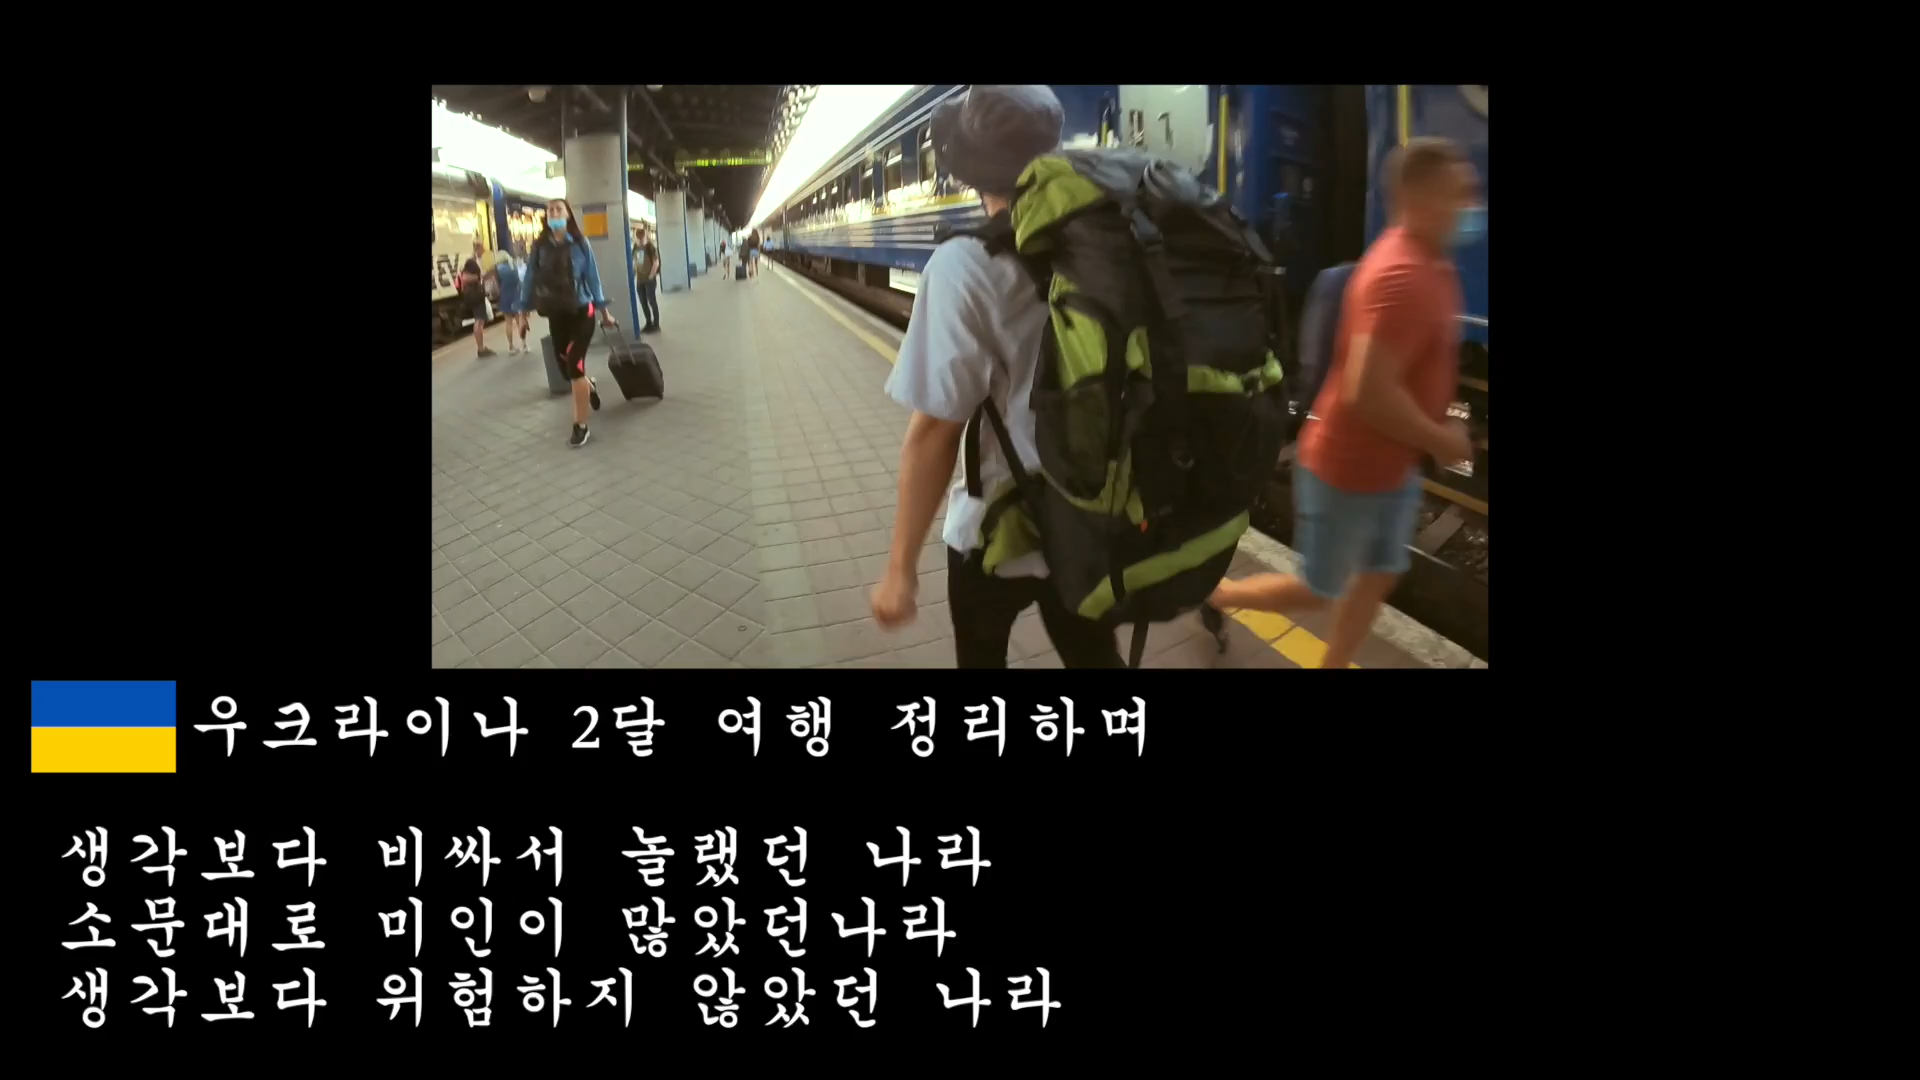 우크라이나 2달 여행 정리하며
생각보다 비싸서 놀랬던 나라
소문대로 미인이 많았던나라
생각보다 위험하지 않았던 나라